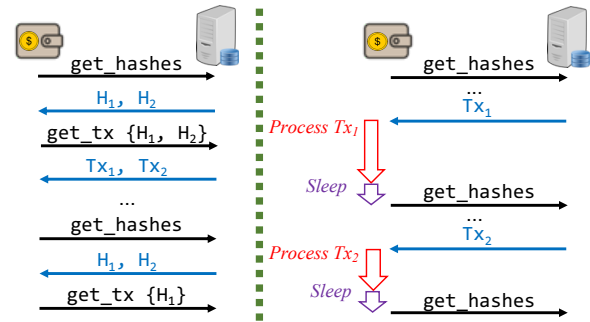 get_hashes
H₁, H₂
get_tx {H₁, H₂}
Tx₁, Tx₂
...
get_hashes
H₁, H₂
get_tx {H₁}
get_hashes
...
Tx₁
Process Tx₁
Sleep
get_hashes
...
Tx₂
Process Tx₂
Sleep
get_hashes